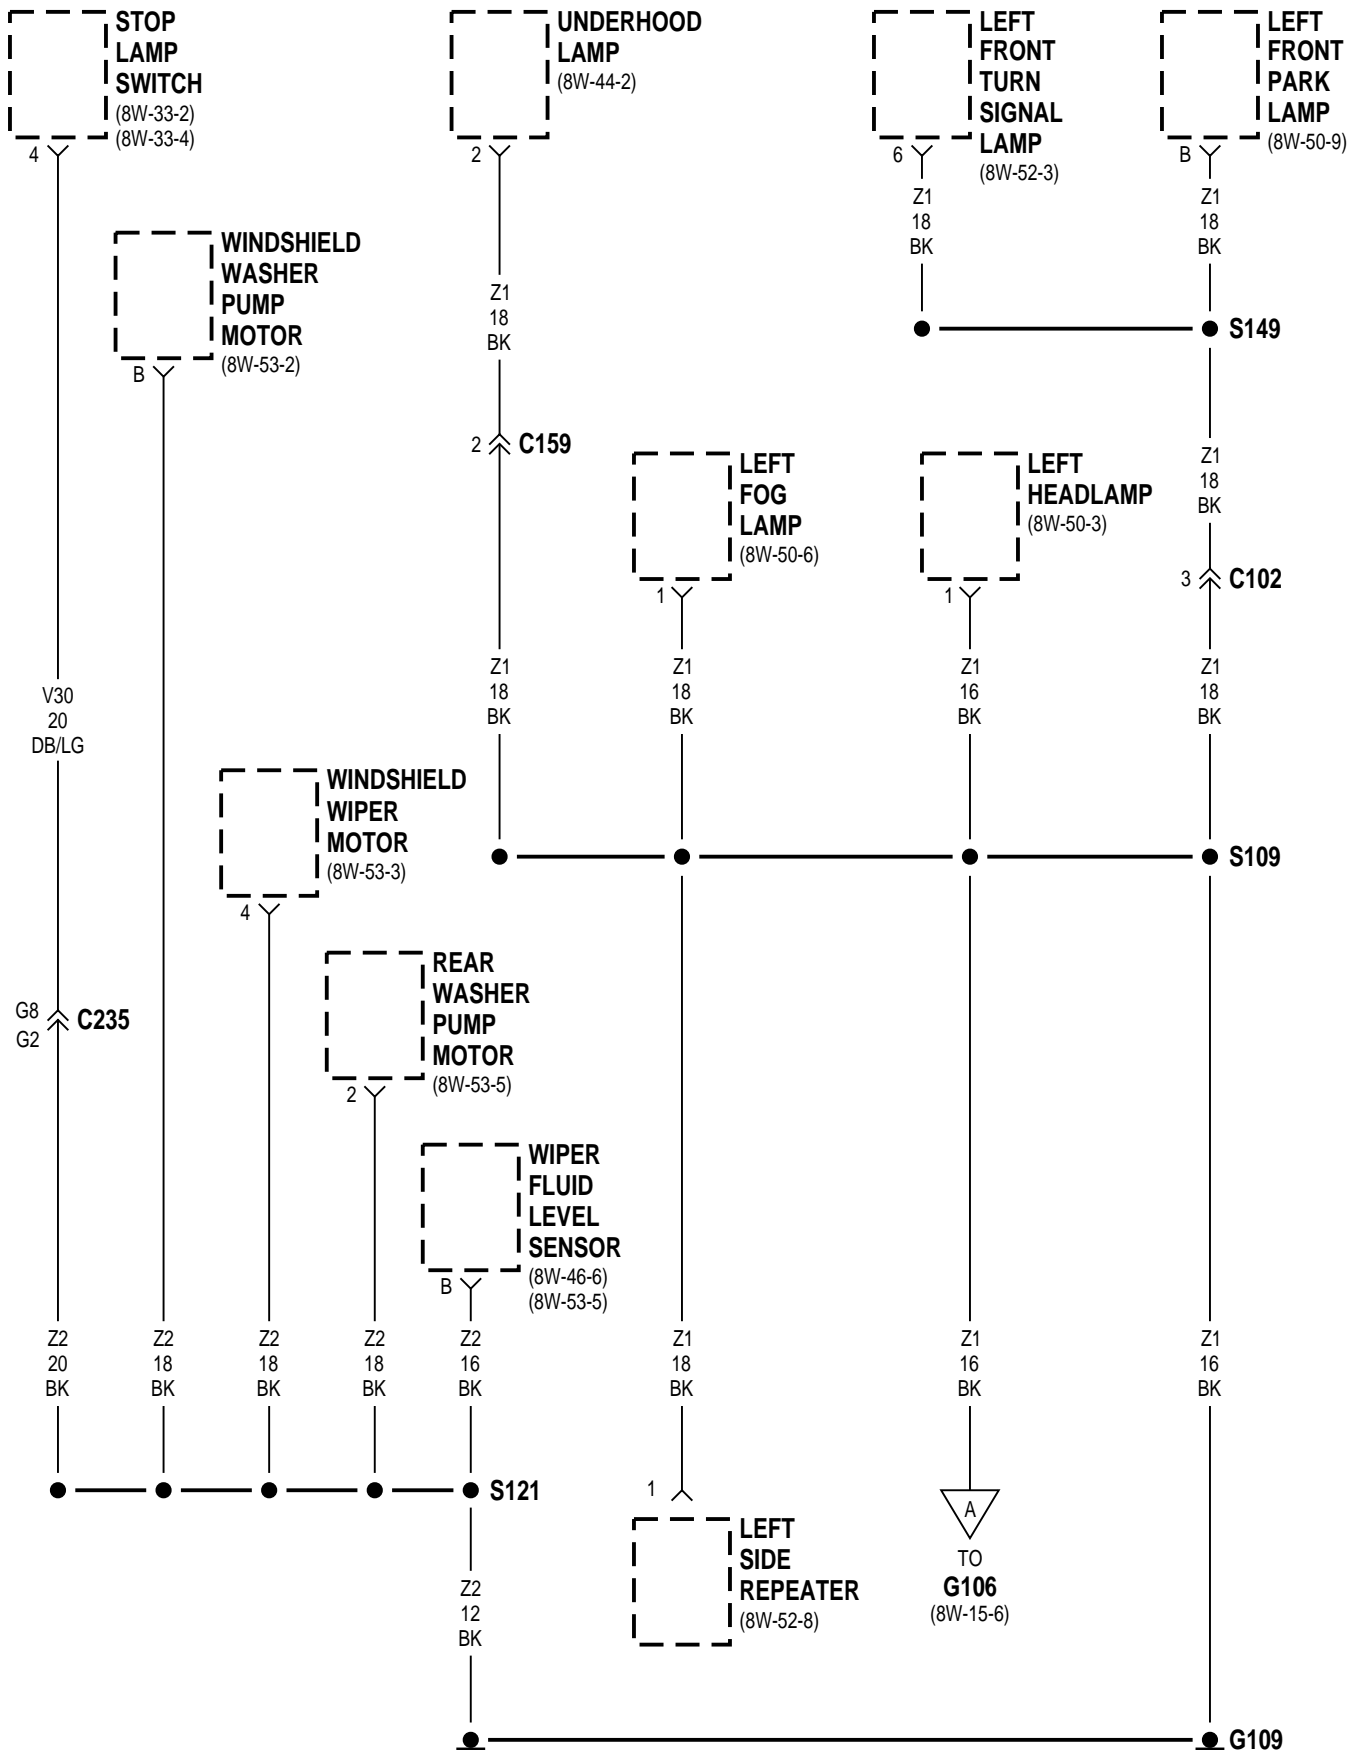 STOP
LAMP
SWITCH
(8W-33-2)
(8W-33-4)
4
UNDERHOOD
LAMP
(8W-44-2)
2
LEFT
FRONT
TURN
SIGNAL
LAMP
(8W-52-3)
6
LEFT
FRONT
PARK
LAMP
(8W-50-9)
B
Z1
18
BK
Z1
18
BK
WINDSHIELD
WASHER
PUMP
MOTOR
(8W-53-2)
B
Z1
18
BK
S149
2
C159
LEFT
FOG
LAMP
(8W-50-6)
1
LEFT
HEADLAMP
(8W-50-3)
1
Z1
18
BK
3
C102
V30
20
DB/LG
Z1
18
BK
Z1
18
BK
Z1
16
BK
Z1
18
BK
WINDSHIELD
WIPER
MOTOR
(8W-53-3)
4
S109
REAR
WASHER
PUMP
MOTOR
(8W-53-5)
2
G8
G2
C235
WIPER
FLUID
LEVEL
SENSOR
(8W-46-6)
(8W-53-5)
B
Z2
20
BK
Z2
18
BK
Z2
18
BK
Z2
18
BK
Z2
16
BK
Z1
18
BK
Z1
16
BK
Z1
16
BK
S121
1
LEFT
SIDE
REPEATER
(8W-52-8)
A
TO
G106
(8W-15-6)
Z2
12
BK
G109